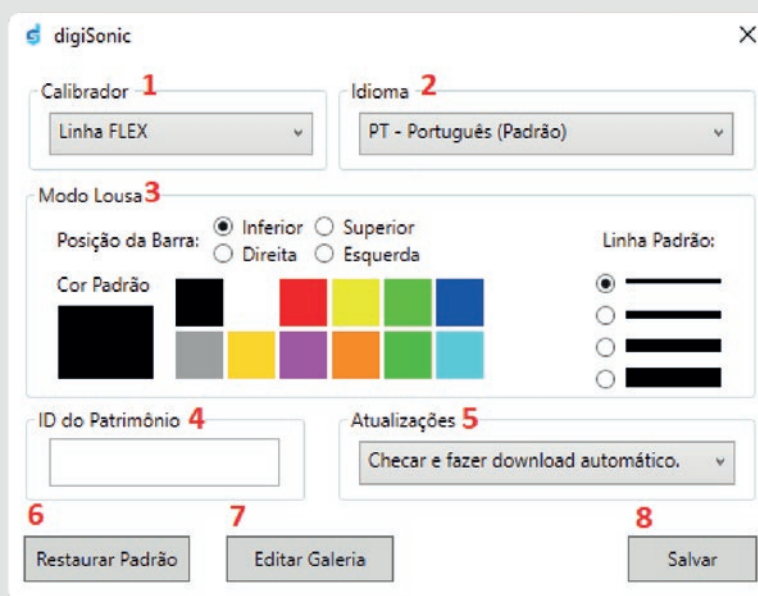 digiSonic
Calibrador 1
Idioma 2
Linha FLEX
PT - Português (Padrão)
Modo Lousa 3
Posição da Barra:
Inferior
Superior
Direita
Esquerda
Linha Padrão:
Cor Padrão
ID do Patrimônio 4
Atualizações 5
Checar e fazer download automático.
6
7
8
Restaurar Padrão
Editar Galeria
Salvar